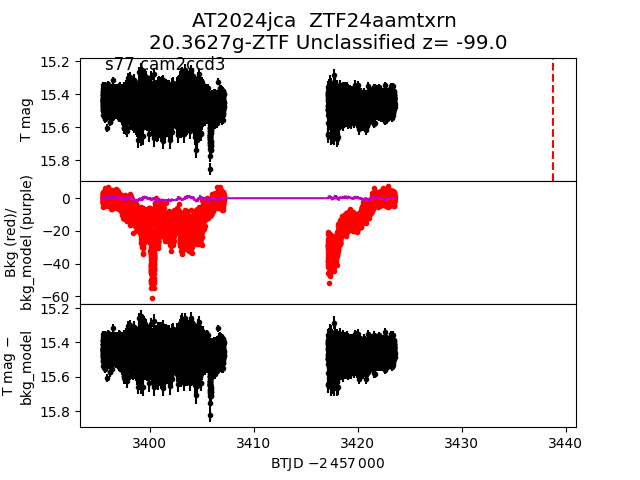 AT2024jca  ZTF24aamtxrn
20.3627g-ZTF Unclassified z= -99.0
s77 cam2ccd3
15.2
15.4
15.6
15.8
T mag
0
−20
−40
−60
Bkg (red)/
bkg_model (purple)
15.2
15.4
15.6
15.8
T mag −
bkg_model
3400
3410
3420
3430
3440
BTJD −2 457 000